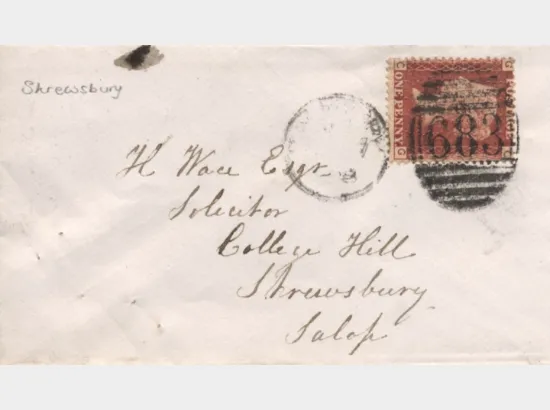 Shrewsbury
ONE PENNY
683
H Wace Esqr
Solicitor
College Hill
Shrewsbury
Salop